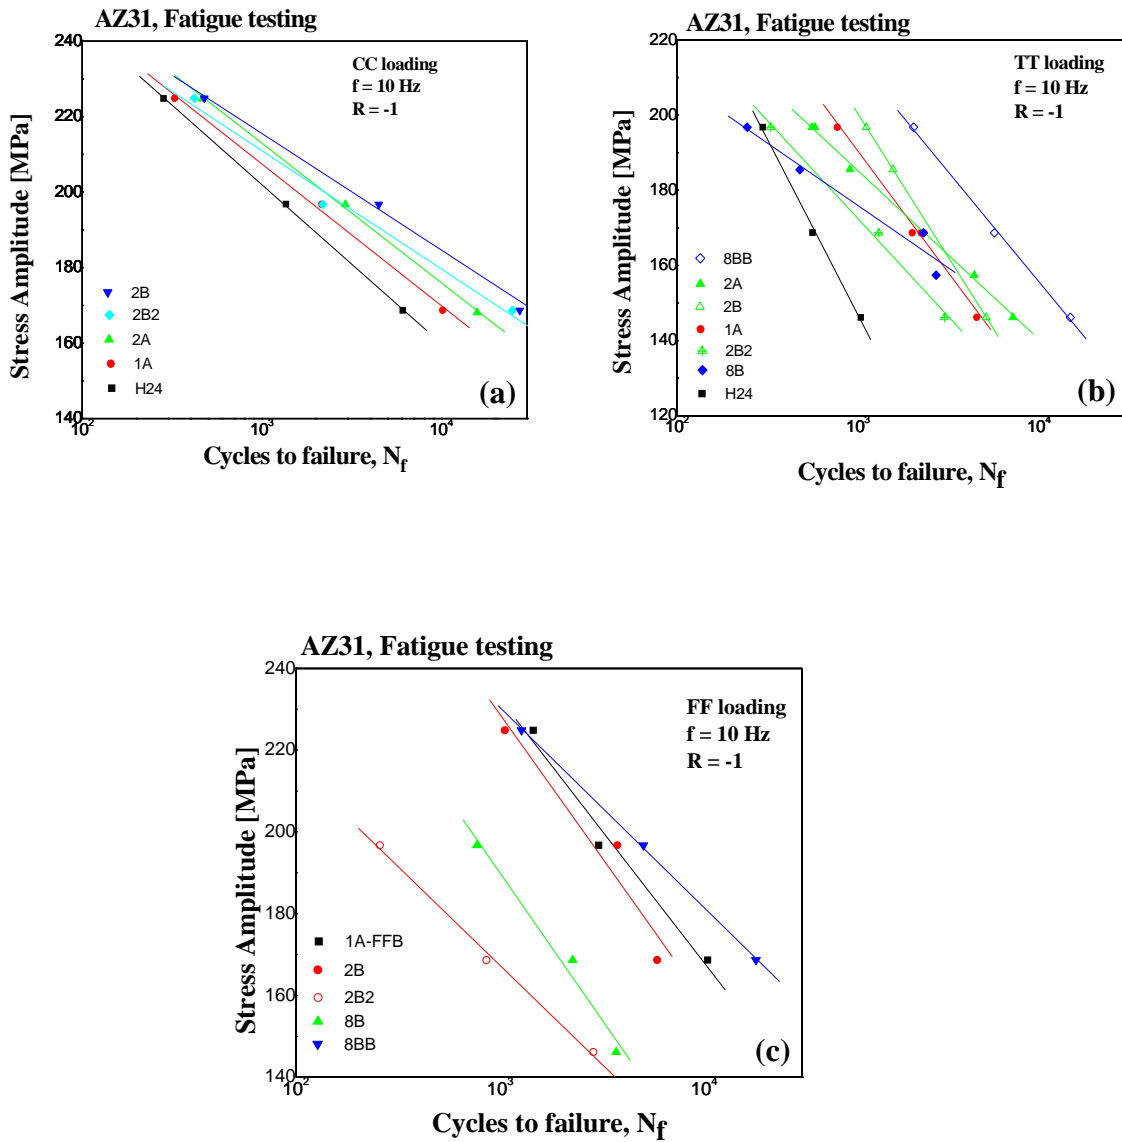 AZ31, Fatigue testing
240
220
200
180
160
140
Stress Amplitude [MPa]
CC loading
f = 10 Hz
R = -1
2B
2B2
2A
1A
H24
(a)
10²
10³
10⁴
Cycles to failure, N_f
AZ31, Fatigue testing
220
200
180
160
140
120
Stress Amplitude [MPa]
TT loading
f = 10 Hz
R = -1
8BB
2A
2B
1A
2B2
8B
H24
(b)
10²
10³
10⁴
Cycles to failure, N_f
AZ31, Fatigue testing
240
220
200
180
160
140
Stress Amplitude [MPa]
FF loading
f = 10 Hz
R = -1
1A-FFB
2B
2B2
8B
8BB
(c)
10²
10³
10⁴
Cycles to failure, N_f